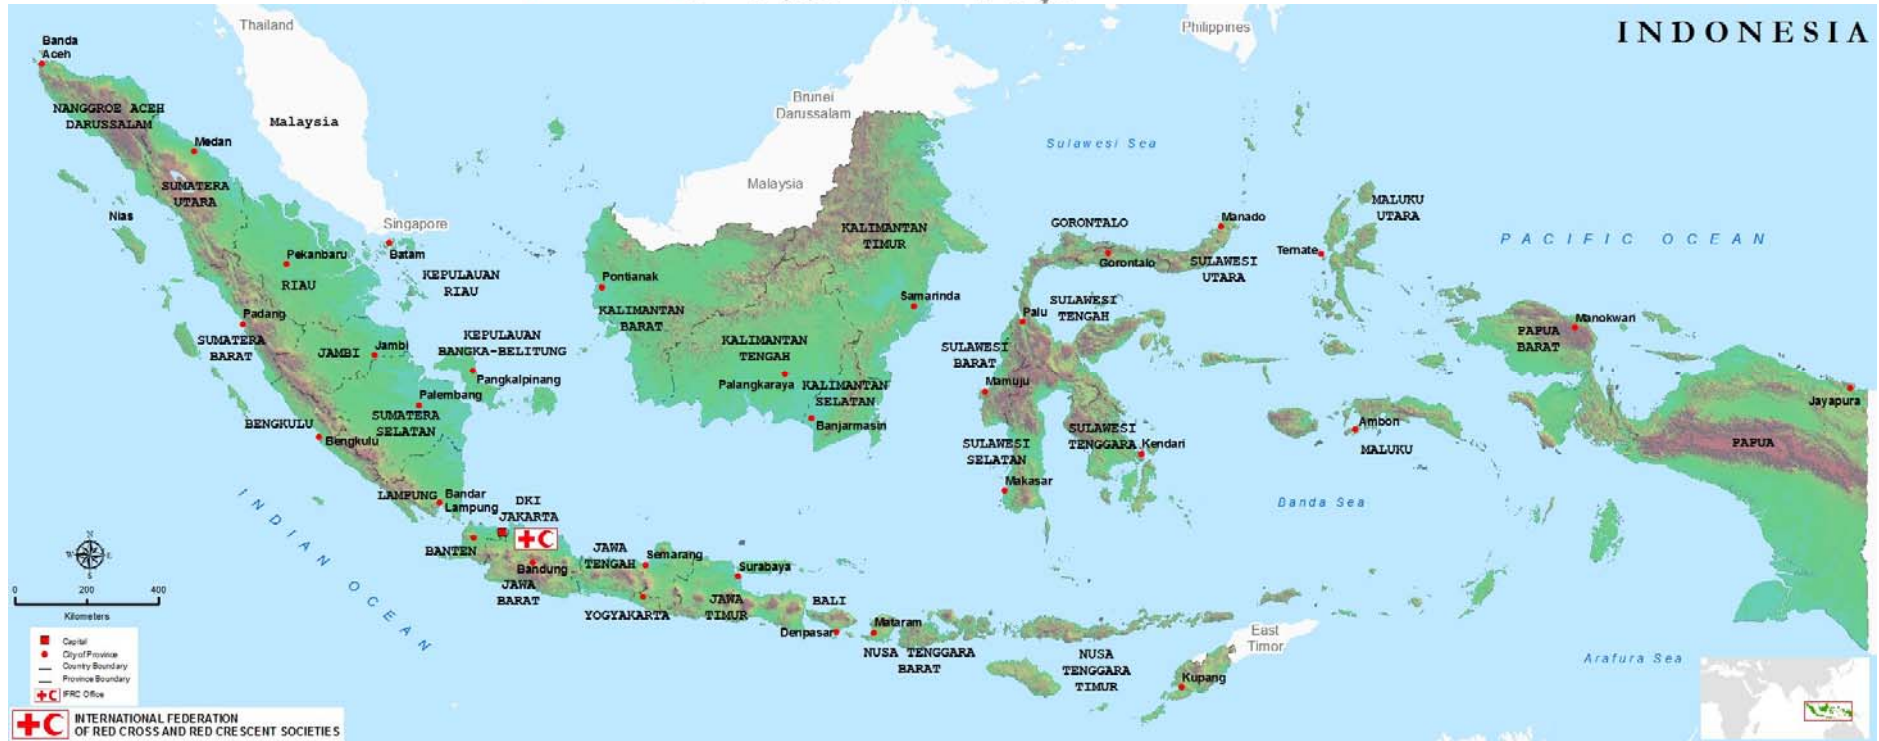 INDONESIA
Thailand
Philippines
Banda
Aceh
NANGGROE ACEH
DARUSSALAM
Malaysia
Brunei
Darussalam
Medan
Sulawesi Sea
SUMATERA
UTARA
Malaysia
Nias
Singapore
KALIMANTAN
TIMUR
GORONTALO
Manado
MALUKU
UTARA
PACIFIC OCEAN
Pekanbaru
Batam
RIAU
KEPULAUAN
RIAU
Pontianak
Gorontalo
SULAWESI
UTARA
Ternate
Padang
KALIMANTAN
BARAT
Samarinda
SULAWESI
TENGAH
Palu
Manokwari
SUMATERA
BARAT
JAMBI
Jambi
KEPULAUAN
BANGKA-BELITUNG
KALIMANTAN
TENGAH
SULAWESI
BARAT
PAPUA
BARAT
Pangkalpinang
Palangkaraya
KALIMANTAN
SELATAN
Mamuju
Jayapura
Palembang
SUMATERA
SELATAN
BENGKULU
Bengkulu
Banjarmasin
SULAWESI
SELATAN
SULAWESI
TENGGARA
Kendari
Ambon
MALUKU
PAPUA
Makasar
Banda Sea
LAMPUNG
Bandar
Lampung
INDIAN OCEAN
DKI
JAKARTA
BANTEN
Bandung
JAWA
BARAT
JAWA
TENGAH
Semarang
Surabaya
YOGYAKARTA
JAWA
TIMUR
BALI
Denpasar
Mataram
NUSA TENGGARA
BARAT
NUSA
TENGGARA
TIMUR
East
Timor
Kupang
Arafura Sea
N
W
E
S
0 200 400
Kilometers
Capital
City of Province
Country Boundary
Province Boundary
IFRC Office
INTERNATIONAL FEDERATION
OF RED CROSS AND RED CRESCENT SOCIETIES